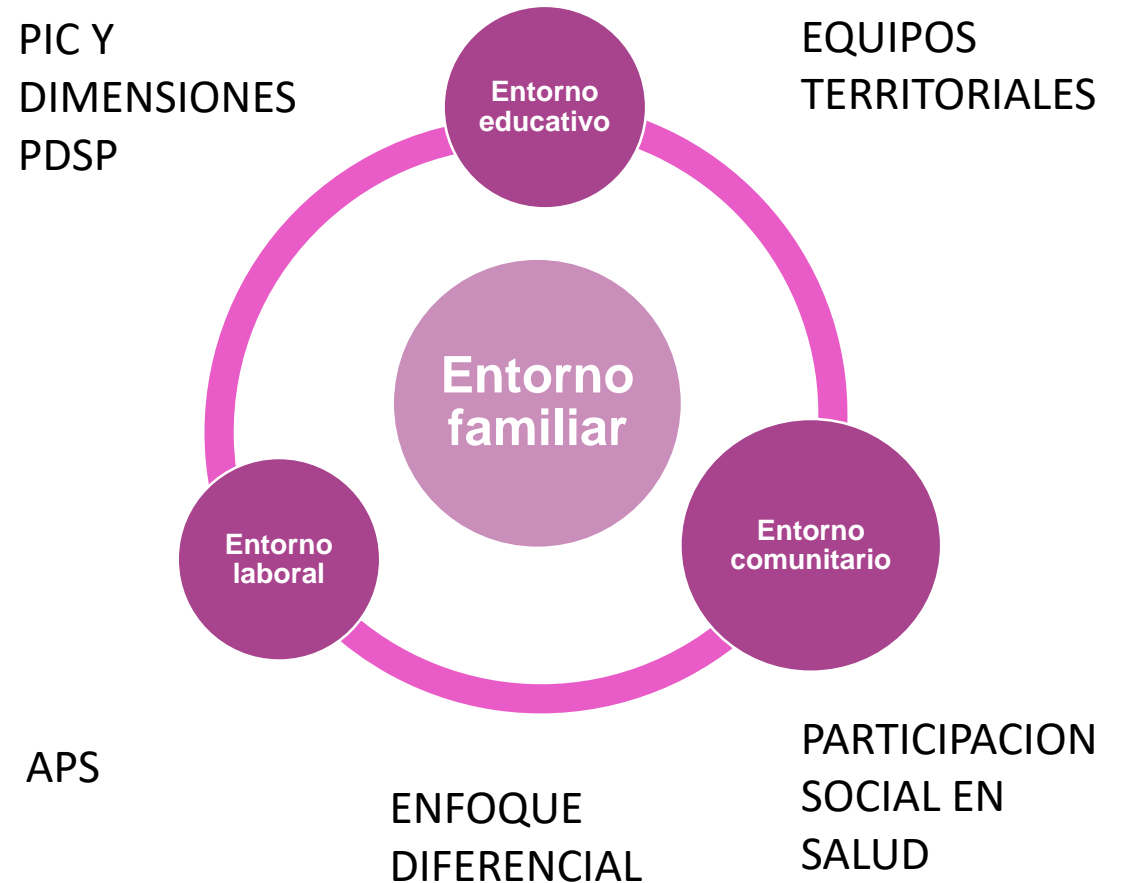 PIC Y
DIMENSIONES
PDSP
EQUIPOS
TERRITORIALES
Entorno
educativo
Entorno
familiar
Entorno
laboral
Entorno
comunitario
APS
ENFOQUE
DIFERENCIAL
PARTICIPACION
SOCIAL EN
SALUD